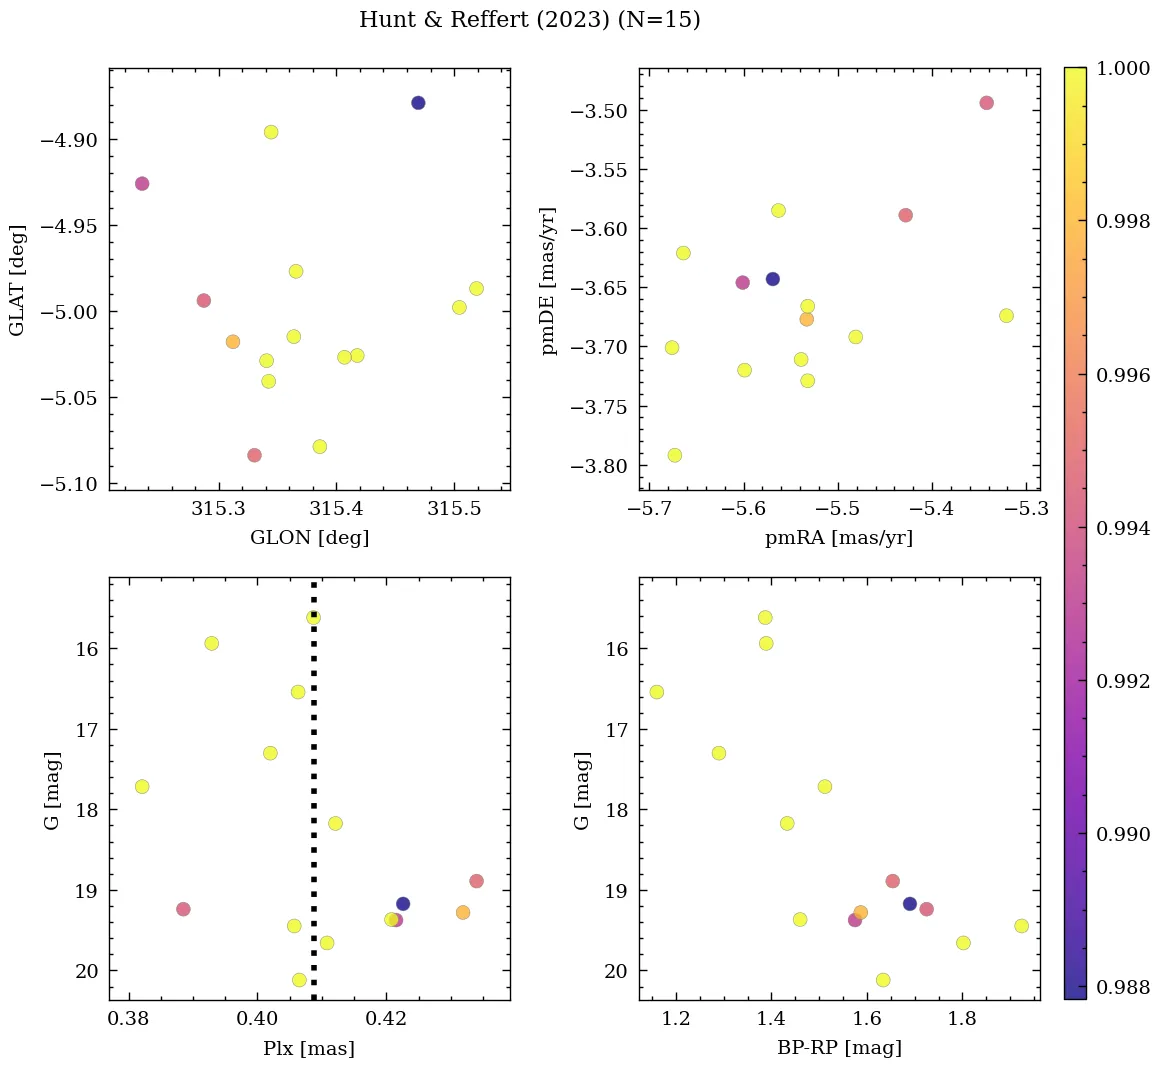 Hunt & Reffert (2023) (N=15)
−4.90
−4.95
−5.00
−5.05
−5.10
GLAT [deg]
315.3 315.4 315.5
GLON [deg]
−3.50
−3.55
−3.60
−3.65
−3.70
−3.75
−3.80
pmDE [mas/yr]
−5.7 −5.6 −5.5 −5.4 −5.3
pmRA [mas/yr]
16
17
18
19
20
G [mag]
0.38 0.40 0.42
Plx [mas]
16
17
18
19
20
G [mag]
1.2 1.4 1.6 1.8
BP-RP [mag]
1.000
0.998
0.996
0.994
0.992
0.990
0.988